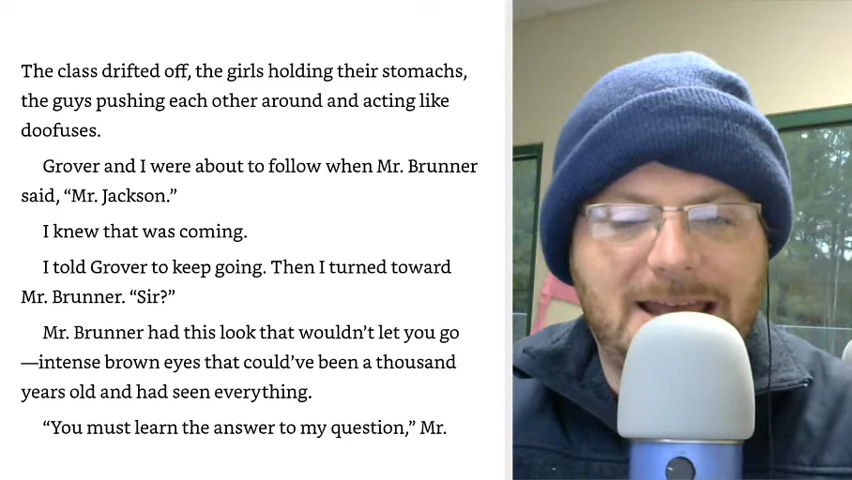 The class drifted off, the girls holding their stomachs,
the guys pushing each other around and acting like
doofuses.
Grover and I were about to follow when Mr. Brunner
said, “Mr. Jackson.”
I knew that was coming.
I told Grover to keep going. Then I turned toward
Mr. Brunner. “Sir?”
Mr. Brunner had this look that wouldn’t let you go
—intense brown eyes that could’ve been a thousand
years old and had seen everything.
“You must learn the answer to my question,” Mr.